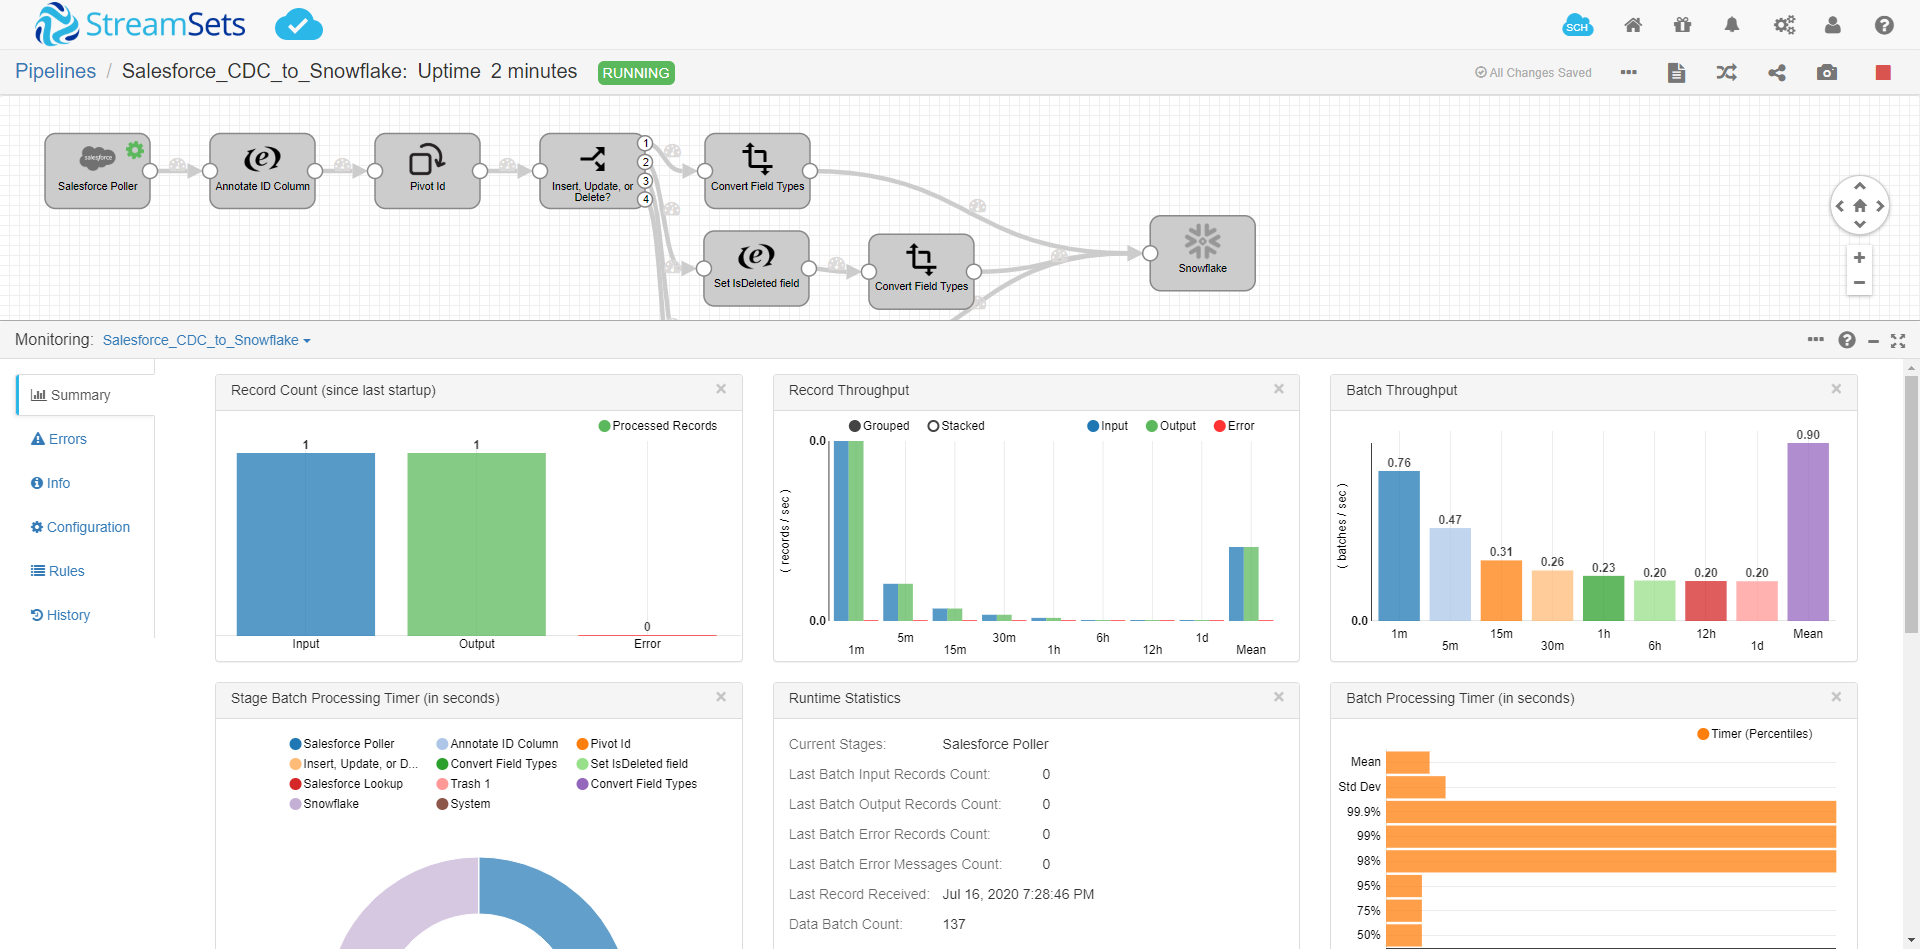 StreamSets
SCH
Pipelines / Salesforce_CDC_to_Snowflake: Uptime 2 minutes RUNNING
All Changes Saved
Salesforce Poller
Annotate ID Column
Pivot Id
Insert, Update, or
Delete?
1
2
3
4
Convert Field Types
Set IsDeleted field
Convert Field Types
Snowflake
Monitoring: Salesforce_CDC_to_Snowflake
Summary
Errors
Info
Configuration
Rules
History
Record Count (since last startup)
Processed Records
1
1
0
Input
Output
Error
Record Throughput
Grouped
Stacked
Input
Output
Error
0.0
( records / sec )
0.0
1m
5m
15m
30m
1h
6h
12h
1d
Mean
Batch Throughput
( batches / sec )
0.0
0.76
0.47
0.31
0.26
0.23
0.20
0.20
0.20
0.90
1m
5m
15m
30m
1h
6h
12h
1d
Mean
Stage Batch Processing Timer (in seconds)
Salesforce Poller
Annotate ID Column
Pivot Id
Insert, Update, or D...
Convert Field Types
Set IsDeleted field
Salesforce Lookup
Trash 1
Convert Field Types
Snowflake
System
Runtime Statistics
Current Stages: Salesforce Poller
Last Batch Input Records Count: 0
Last Batch Output Records Count: 0
Last Batch Error Records Count: 0
Last Batch Error Messages Count: 0
Last Record Received: Jul 16, 2020 7:28:46 PM
Data Batch Count: 137
Batch Processing Timer (in seconds)
Timer (Percentiles)
Mean
Std Dev
99.9%
99%
98%
95%
75%
50%